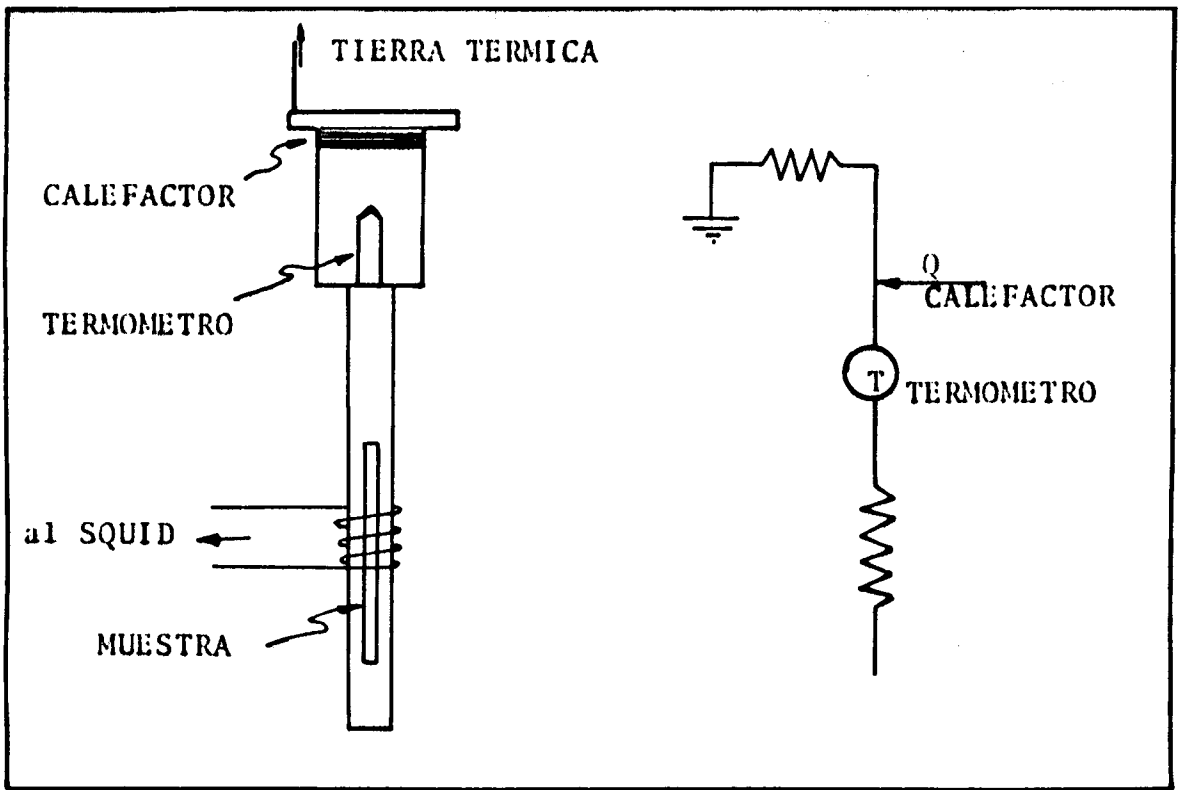 TIERRA TERMICA
CALEFACTOR
TERMOMETRO
al SQUID
MUESTRA
Q
CALEFACTOR
T
TERMOMETRO